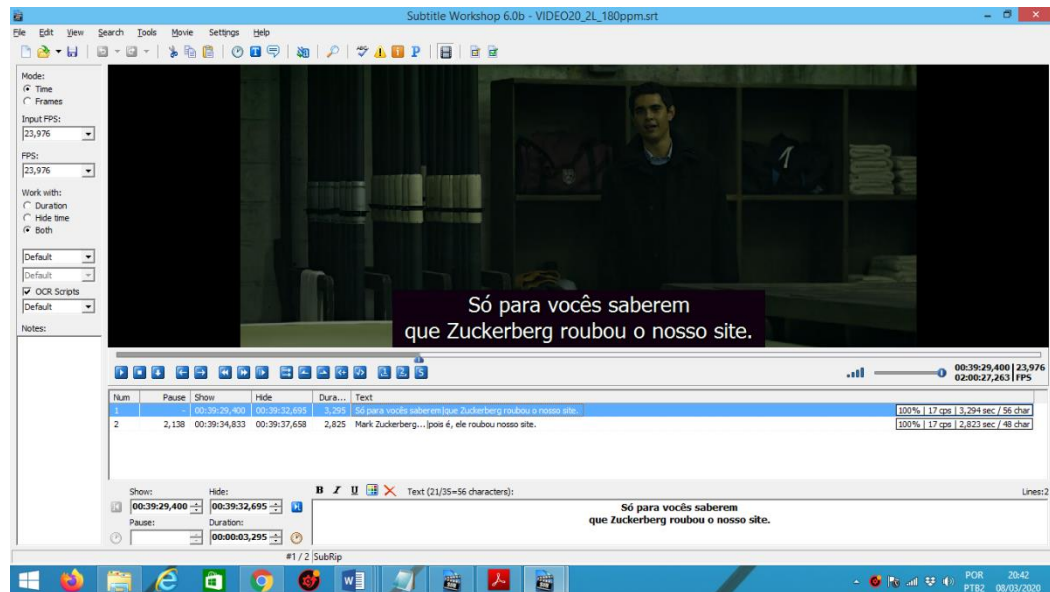 Subtitle Workshop 6.0b - VIDEO20_2L_180ppm.srt
File Edit View Search Tools Movie Settings Help
Mode:
Time
Frames
Input FPS:
23,976
FPS:
23,976
Work with:
Duration
Hide time
Both
Default
Default
OCR Scripts
Default
Notes:
Só para vocês saberem
que Zuckerberg roubou o nosso site.
00:39:29,400 23,976
02:00:27,263 FPS
Num Pause Show Hide Dura... Text
1 - 00:39:29,400 00:39:32,695 3,295 Só para vocês saberem|que Zuckerberg roubou o nosso site. 100% | 17 cps | 3,294 sec / 56 char
2 2,138 00:39:34,833 00:39:37,658 2,825 Mark Zuckerberg...|pois é, ele roubou nosso site. 100% | 17 cps | 2,823 sec / 48 char
Show: Hide: B I U Text (21/35=56 characters): Lines:2
00:39:29,400 00:39:32,695
Pause: Duration:
00:00:03,295
Só para vocês saberem
que Zuckerberg roubou o nosso site.
#1 / 2 SubRip
POR 20:42
PTB2 08/03/2020